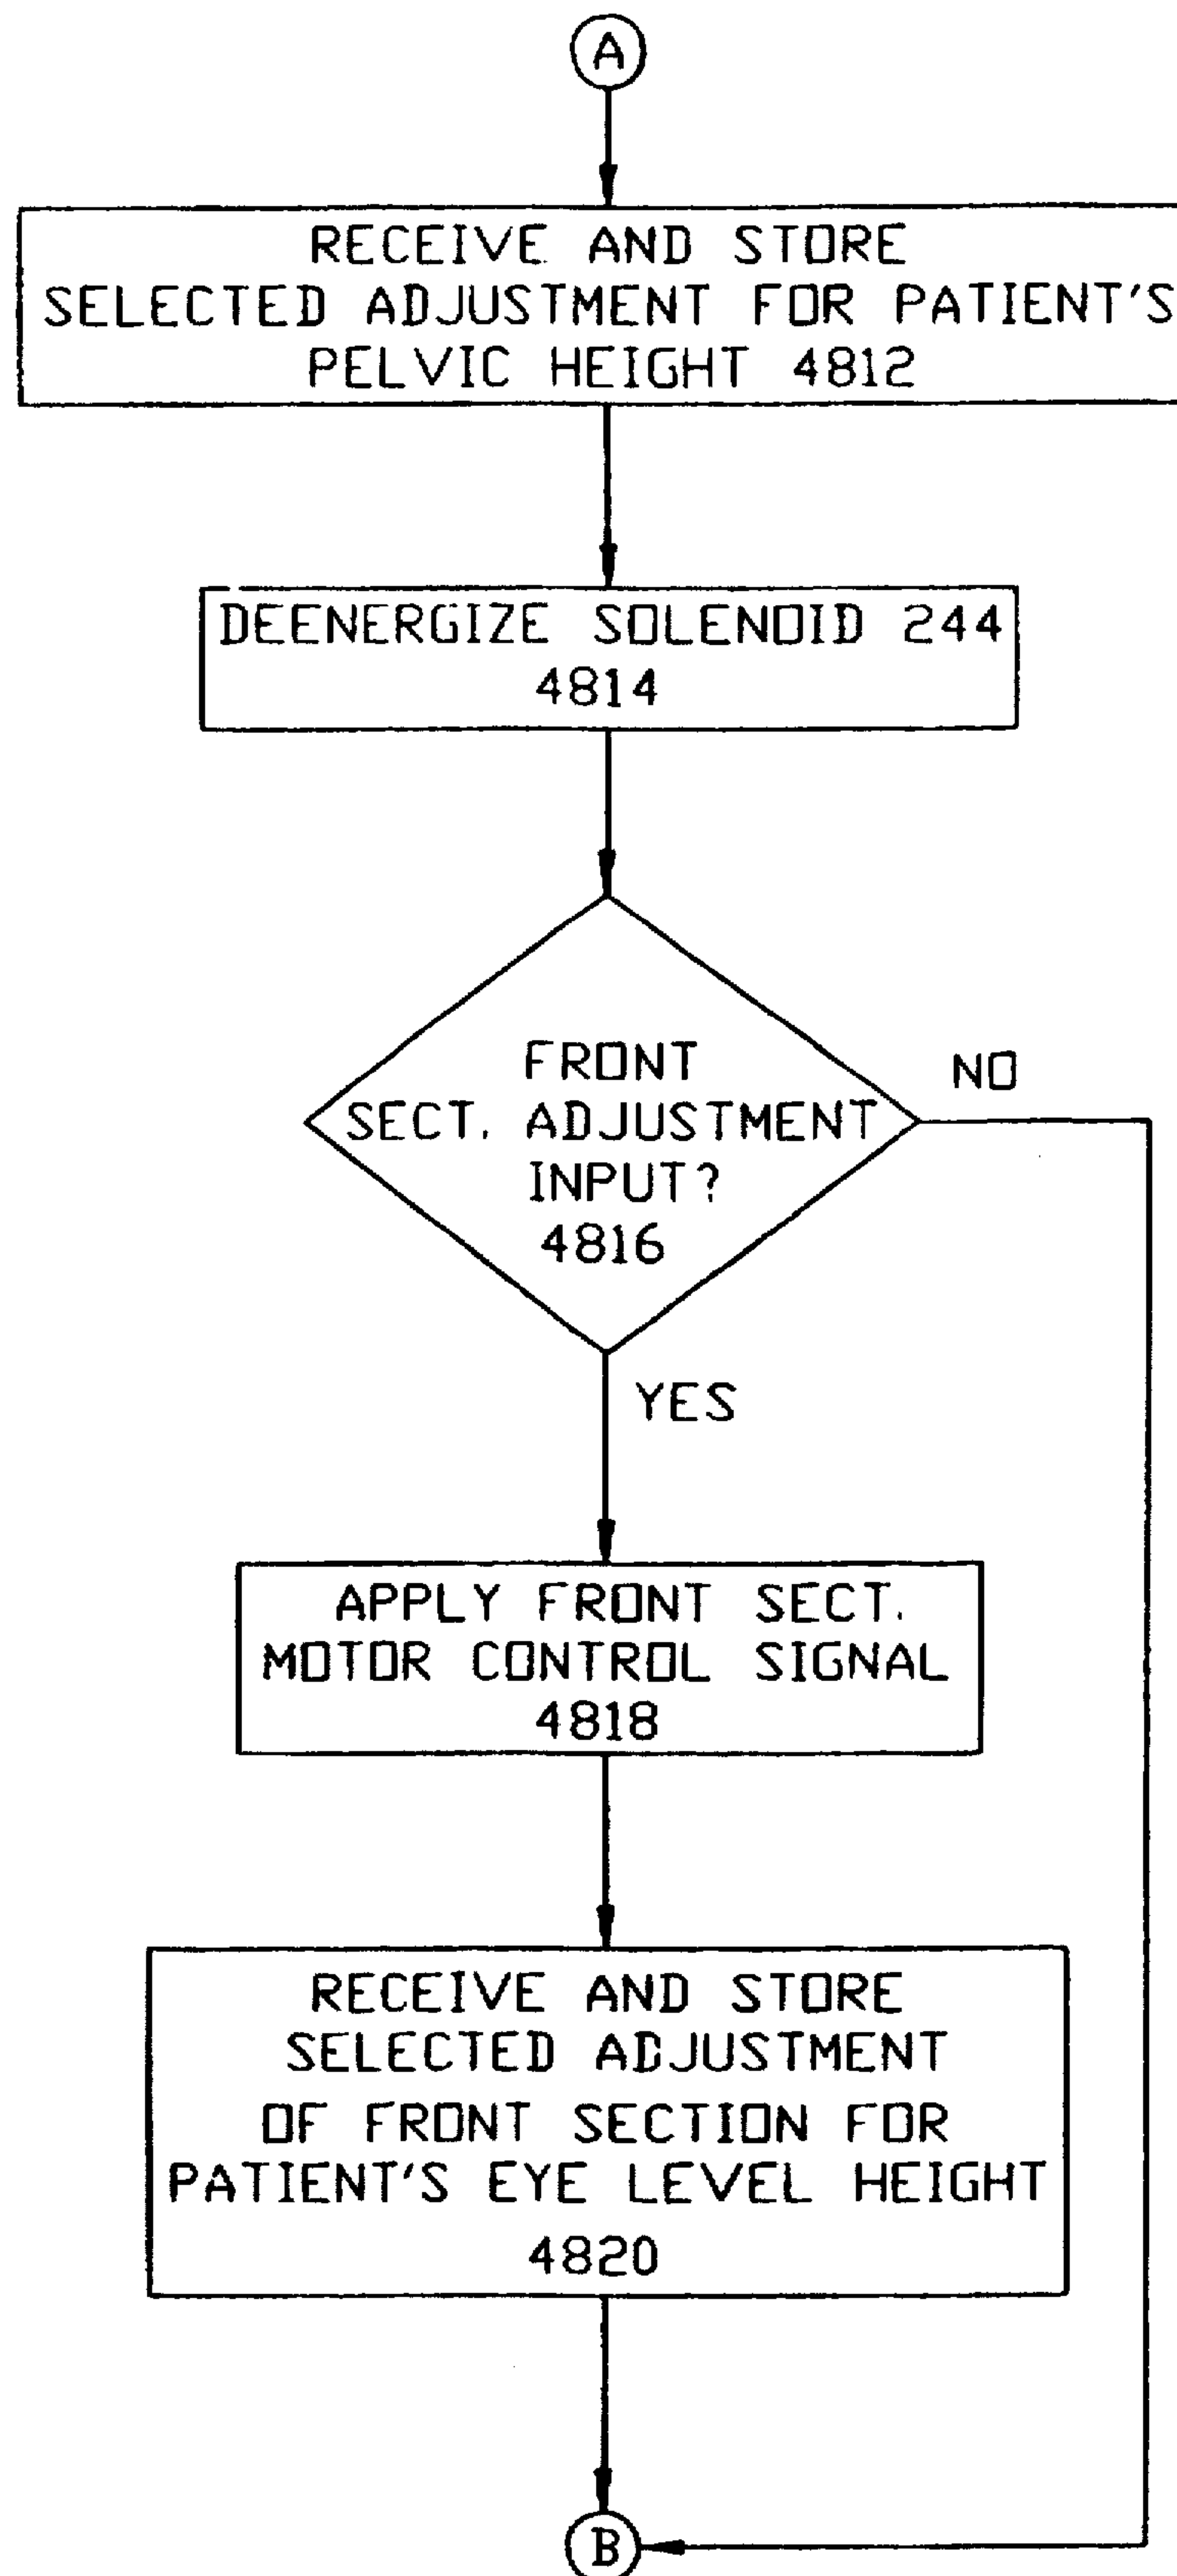 A
RECEIVE AND STORE
SELECTED ADJUSTMENT FOR PATIENT'S
PELVIC HEIGHT 4812
DEENERGIZE SOLENOID 244
4814
FRONT
SECT. ADJUSTMENT
INPUT?
4816
NO
YES
APPLY FRONT SECT.
MOTOR CONTROL SIGNAL
4818
RECEIVE AND STORE
SELECTED ADJUSTMENT
OF FRONT SECTION FOR
PATIENT'S EYE LEVEL HEIGHT
4820
B